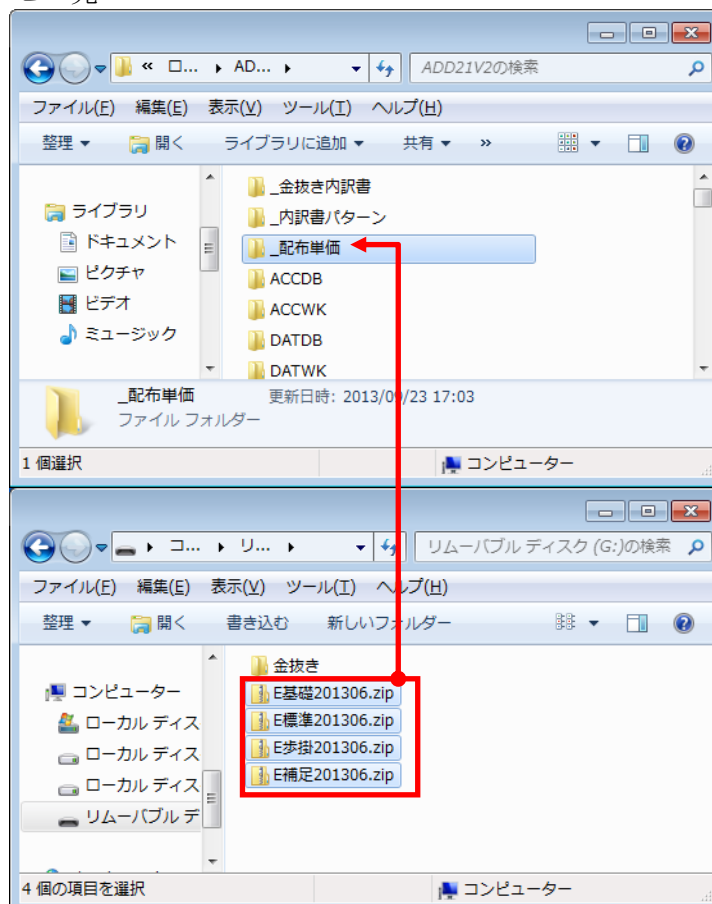 « ロ... ▸ AD... ▸ ADD21V2の検索
ファイル(F) 編集(E) 表示(V) ツール(T) ヘルプ(H)
整理 開く ライブラリに追加 共有 »
_金抜き内訳書
ライブラリ
_内訳書パターン
ドキュメント
_配布単価
ピクチャ
ACCDB
ビデオ
ACCWK
ミュージック
DATDB
DATWK
_配布単価 更新日時: 2013/09/23 17:03
ファイル フォルダー
1 個選択 コンピューター
▸ コ... ▸ リ... ▸ リムーバブル ディスク (G:)の検索
ファイル(F) 編集(E) 表示(V) ツール(T) ヘルプ(H)
整理 開く 書き込む 新しいフォルダー
金抜き
コンピューター
E基礎201306.zip
ローカル ディス
E標準201306.zip
ローカル ディス
E歩掛201306.zip
ローカル ディス
E補足201306.zip
リムーバブル デ
4 個の項目を選択 コンピューター